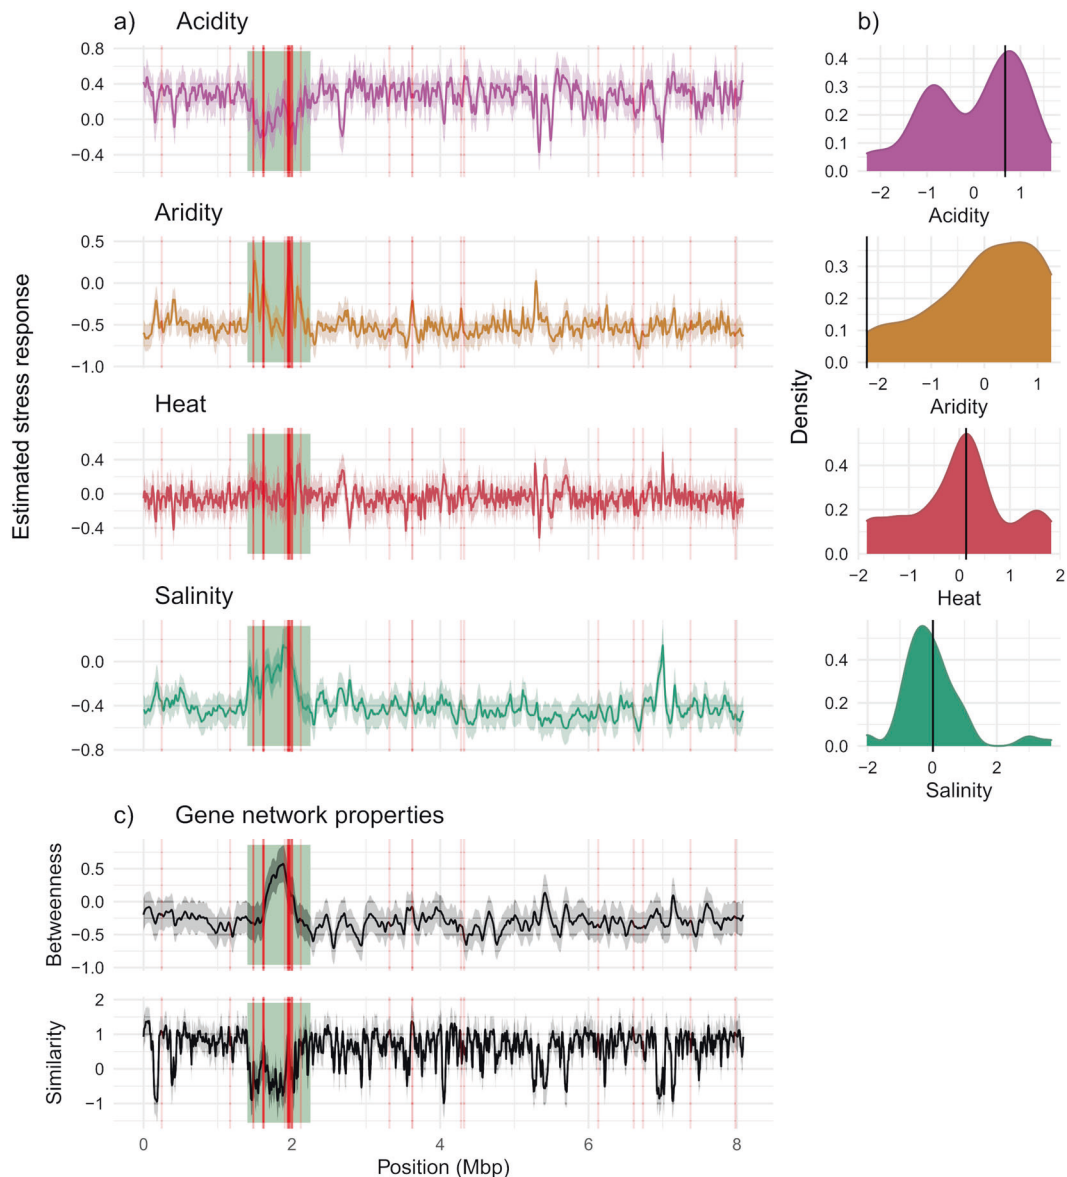 a) Acidity
b)
0.8
0.4
0.0
−0.4
0.4
0.3
0.2
0.1
0.0
−2 −1 0 1
Acidity
Aridity
0.5
0.0
−0.5
−1.0
0.3
0.2
0.1
0.0
−2 −1 0 1
Aridity
Estimated stress response
Density
Heat
0.4
0.0
−0.4
0.4
0.2
0.0
−2 −1 0 1 2
Heat
Salinity
0.0
−0.4
−0.8
0.4
0.2
0.0
−2 0 2
Salinity
c) Gene network properties
Betweenness
0.5
0.0
−0.5
−1.0
Similarity
2
1
0
−1
0 2 4 6 8
Position (Mbp)